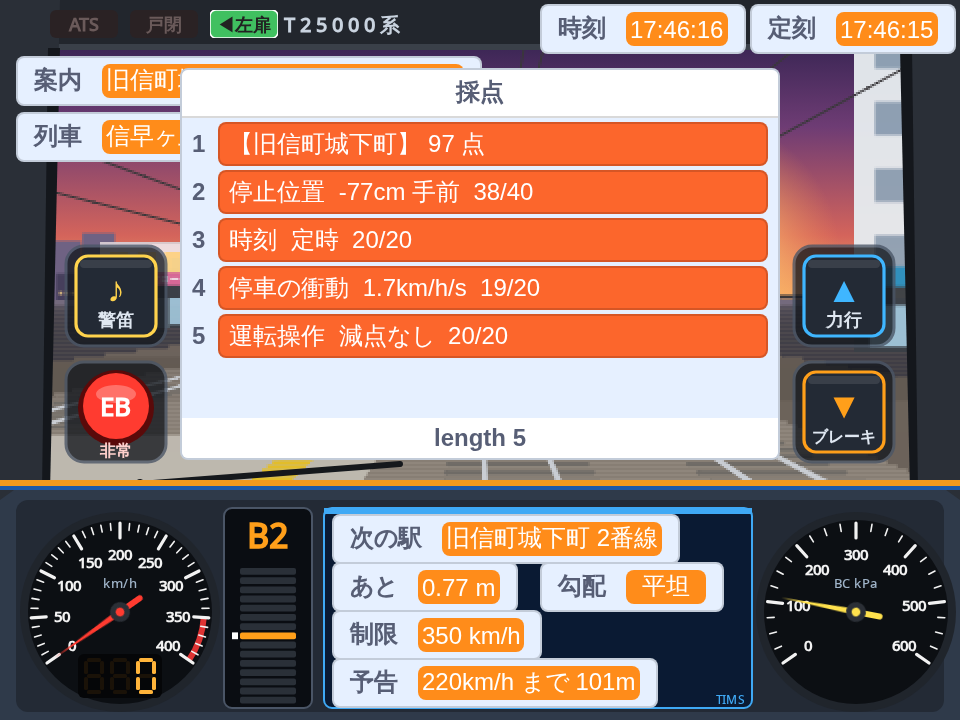 ATS 戸閉 ◀左扉 T25000系
時刻 17:46:16 定刻 17:46:15
案内 旧信町
列車 信早ヶ
採点
1 【旧信町城下町】 97 点
2 停止位置 -77cm 手前 38/40
3 時刻 定時 20/20
4 停車の衝動 1.7km/h/s 19/20
5 運転操作 減点なし 20/20
length 5
♪
警笛
EB
非常
▲
力行
▼
ブレーキ
0 50 100 150 200 250 300 350 400
km/h
0
B2
次の駅 旧信町城下町 2番線
あと 0.77 m 勾配 平坦
制限 350 km/h
予告 220km/h まで 101m
TIMS
0 100 200 300 400 500 600
BC kPa